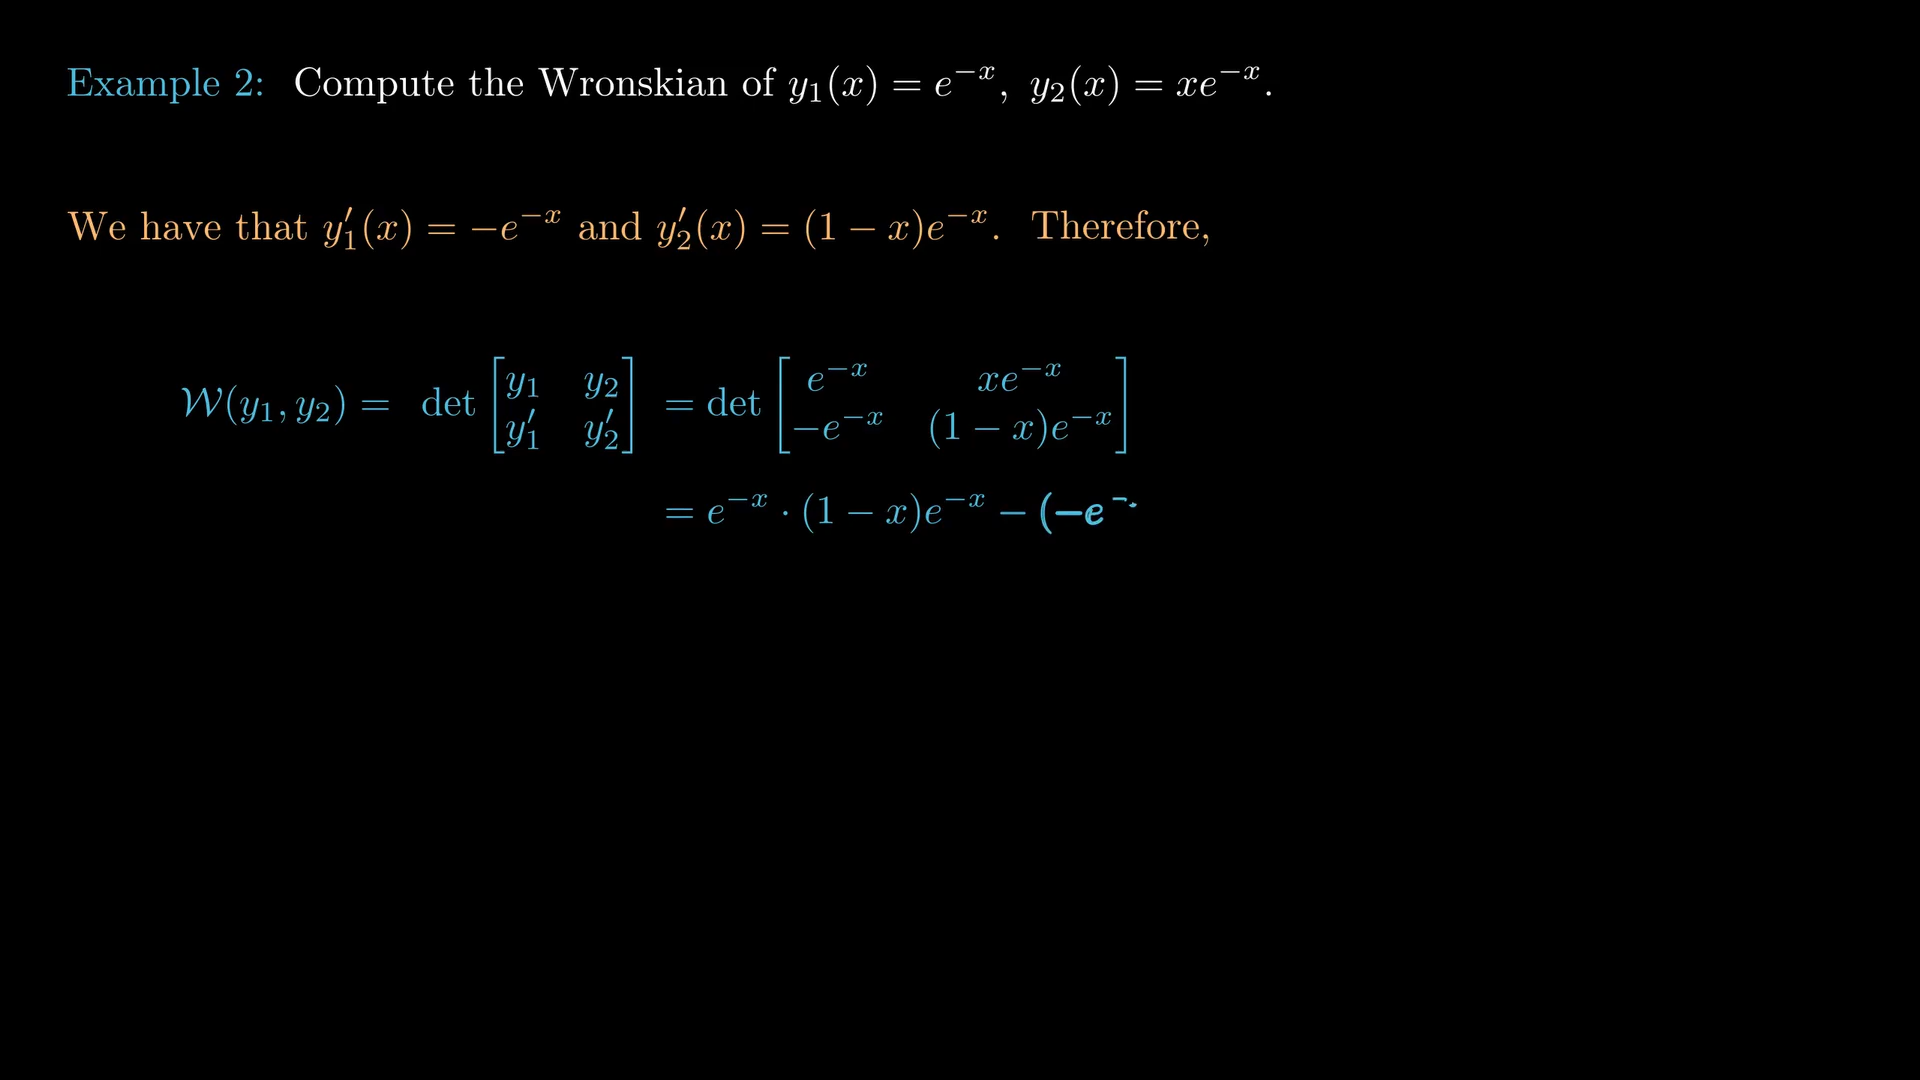 Example 2: Compute the Wronskian of y₁(x) = e⁻ˣ, y₂(x) = xe⁻ˣ.
We have that y₁′(x) = −e⁻ˣ and y₂′(x) = (1 − x)e⁻ˣ. Therefore,
𝒲(y₁, y₂) = det [y₁ y₂; y₁′ y₂′] = det [e⁻ˣ xe⁻ˣ; −e⁻ˣ (1 − x)e⁻ˣ]
= e⁻ˣ · (1 − x)e⁻ˣ − (−e⁻